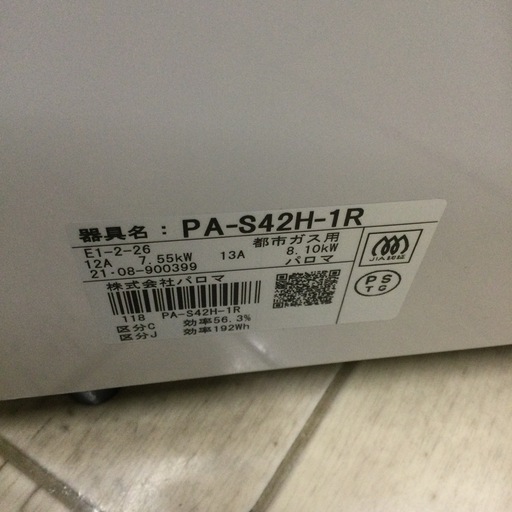 器具名：PA-S42H-1R
E1-2-26 都市ガス用
12A 7.55kW 13A 8.10kW
21・08-900399 パロマ
株式会社パロマ
118 PA-S42H-1R
区分C 効率56.3%
区分J 効率192Wh
JIA認証
PS
TG